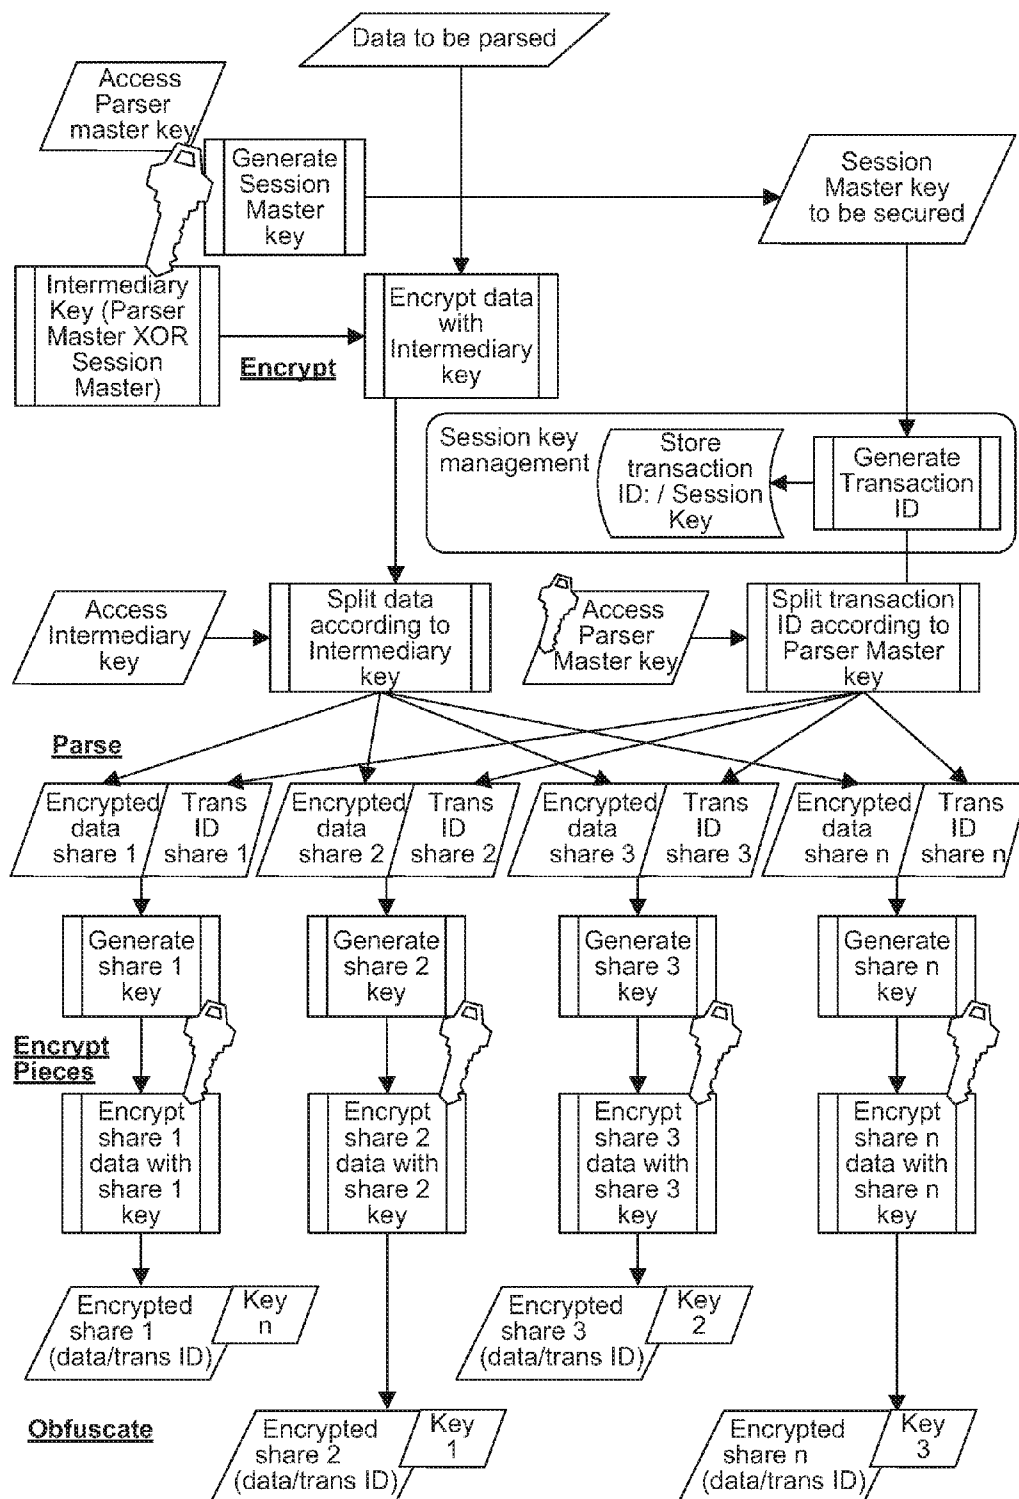 Data to be parsed
Access
Parser
master key
Generate
Session
Master
key
Session
Master key
to be secured
Intermediary
Key (Parser
Master XOR
Session
Master)
Encrypt
Encrypt data
with
Intermediary
key
Session key
management
Store
transaction
ID: / Session
Key
Generate
Transaction
ID
Access
Intermediary
key
Split data
according to
Intermediary
key
Access
Parser
Master key
Split transaction
ID according to
Parser Master
key
Parse
Encrypted
data
share 1
Trans
ID
share 1
Encrypted
data
share 2
Trans
ID
share 2
Encrypted
data
share 3
Trans
ID
share 3
Encrypted
data
share n
Trans
ID
share n
Generate
share 1
key
Generate
share 2
key
Generate
share 3
key
Generate
share n
key
Encrypt
Pieces
Encrypt
share 1
data with
share 1
key
Encrypt
share 2
data with
share 2
key
Encrypt
share 3
data with
share 3
key
Encrypt
share n
data with
share n
key
Encrypted
share 1
(data/trans ID)
Key
n
Encrypted
share 3
(data/trans ID)
Key
2
Obfuscate
Encrypted
share 2
(data/trans ID)
Key
1
Encrypted
share n
(data/trans ID)
Key
3